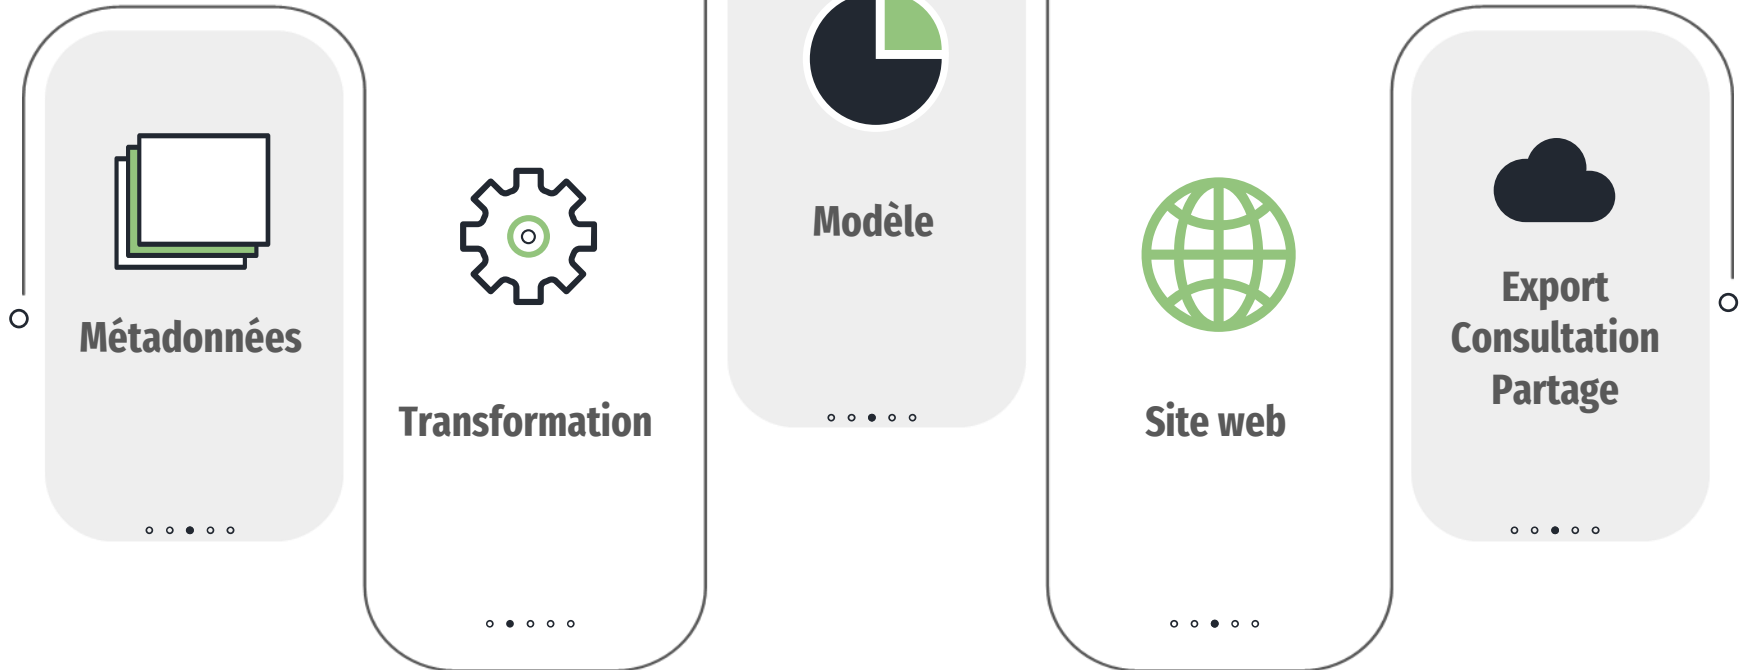 Métadonnées
Transformation
Modèle
Site web
Export
Consultation
Partage